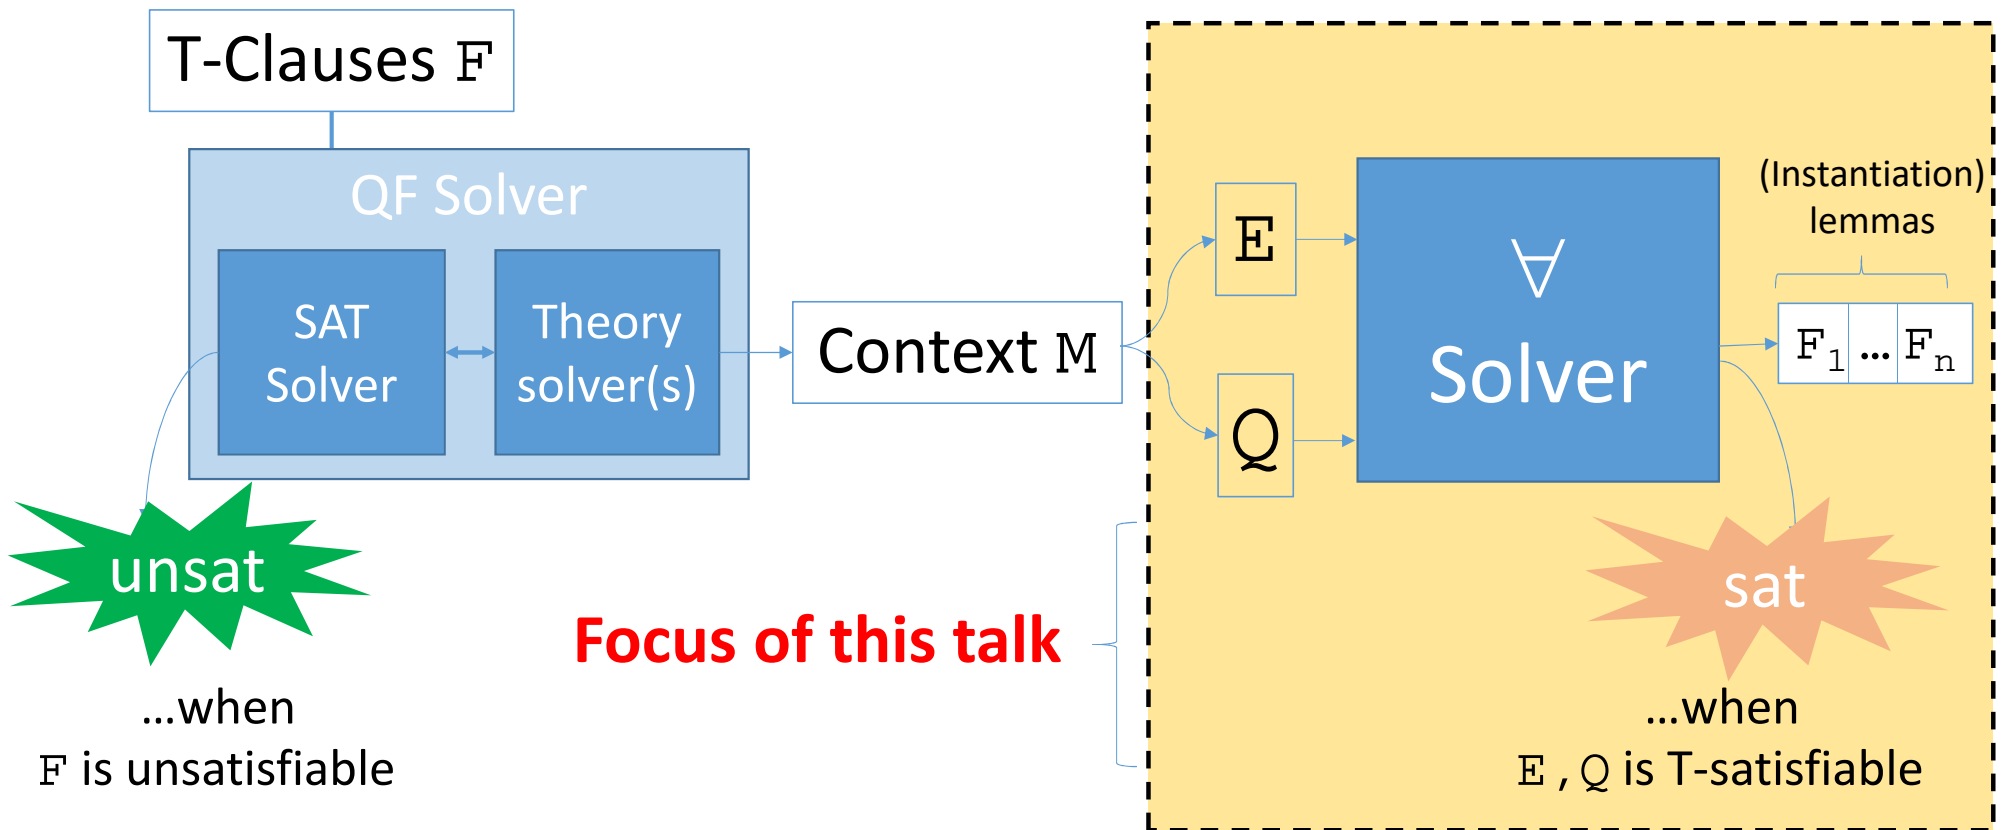 T-Clauses F
QF Solver
SAT
Solver
Theory
solver(s)
unsat
...when
F is unsatisfiable
Context M
Focus of this talk
E
Q
∀
Solver
(Instantiation)
lemmas
F1 ... Fn
sat
...when
E , Q is T-satisfiable